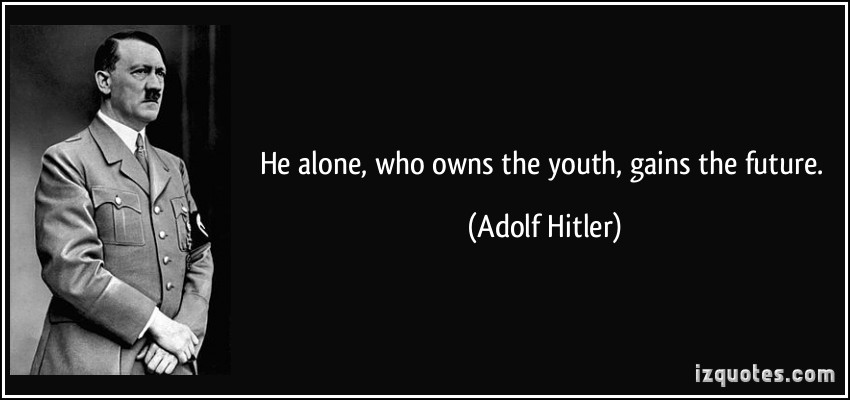 He alone, who owns the youth, gains the future.
(Adolf Hitler)
izquotes.com